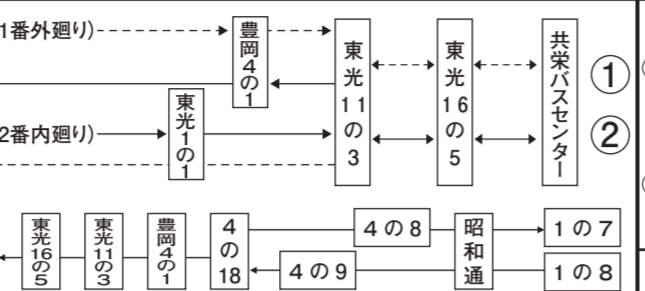 1番外廻り)
豊岡4の1
東光11の3
東光16の5
共栄バスセンター
①
②
2番内廻り)
東光1の1
東光16の5
東光11の3
豊岡4の1
4の18
4の8
4の9
昭和通
1の7
1の8